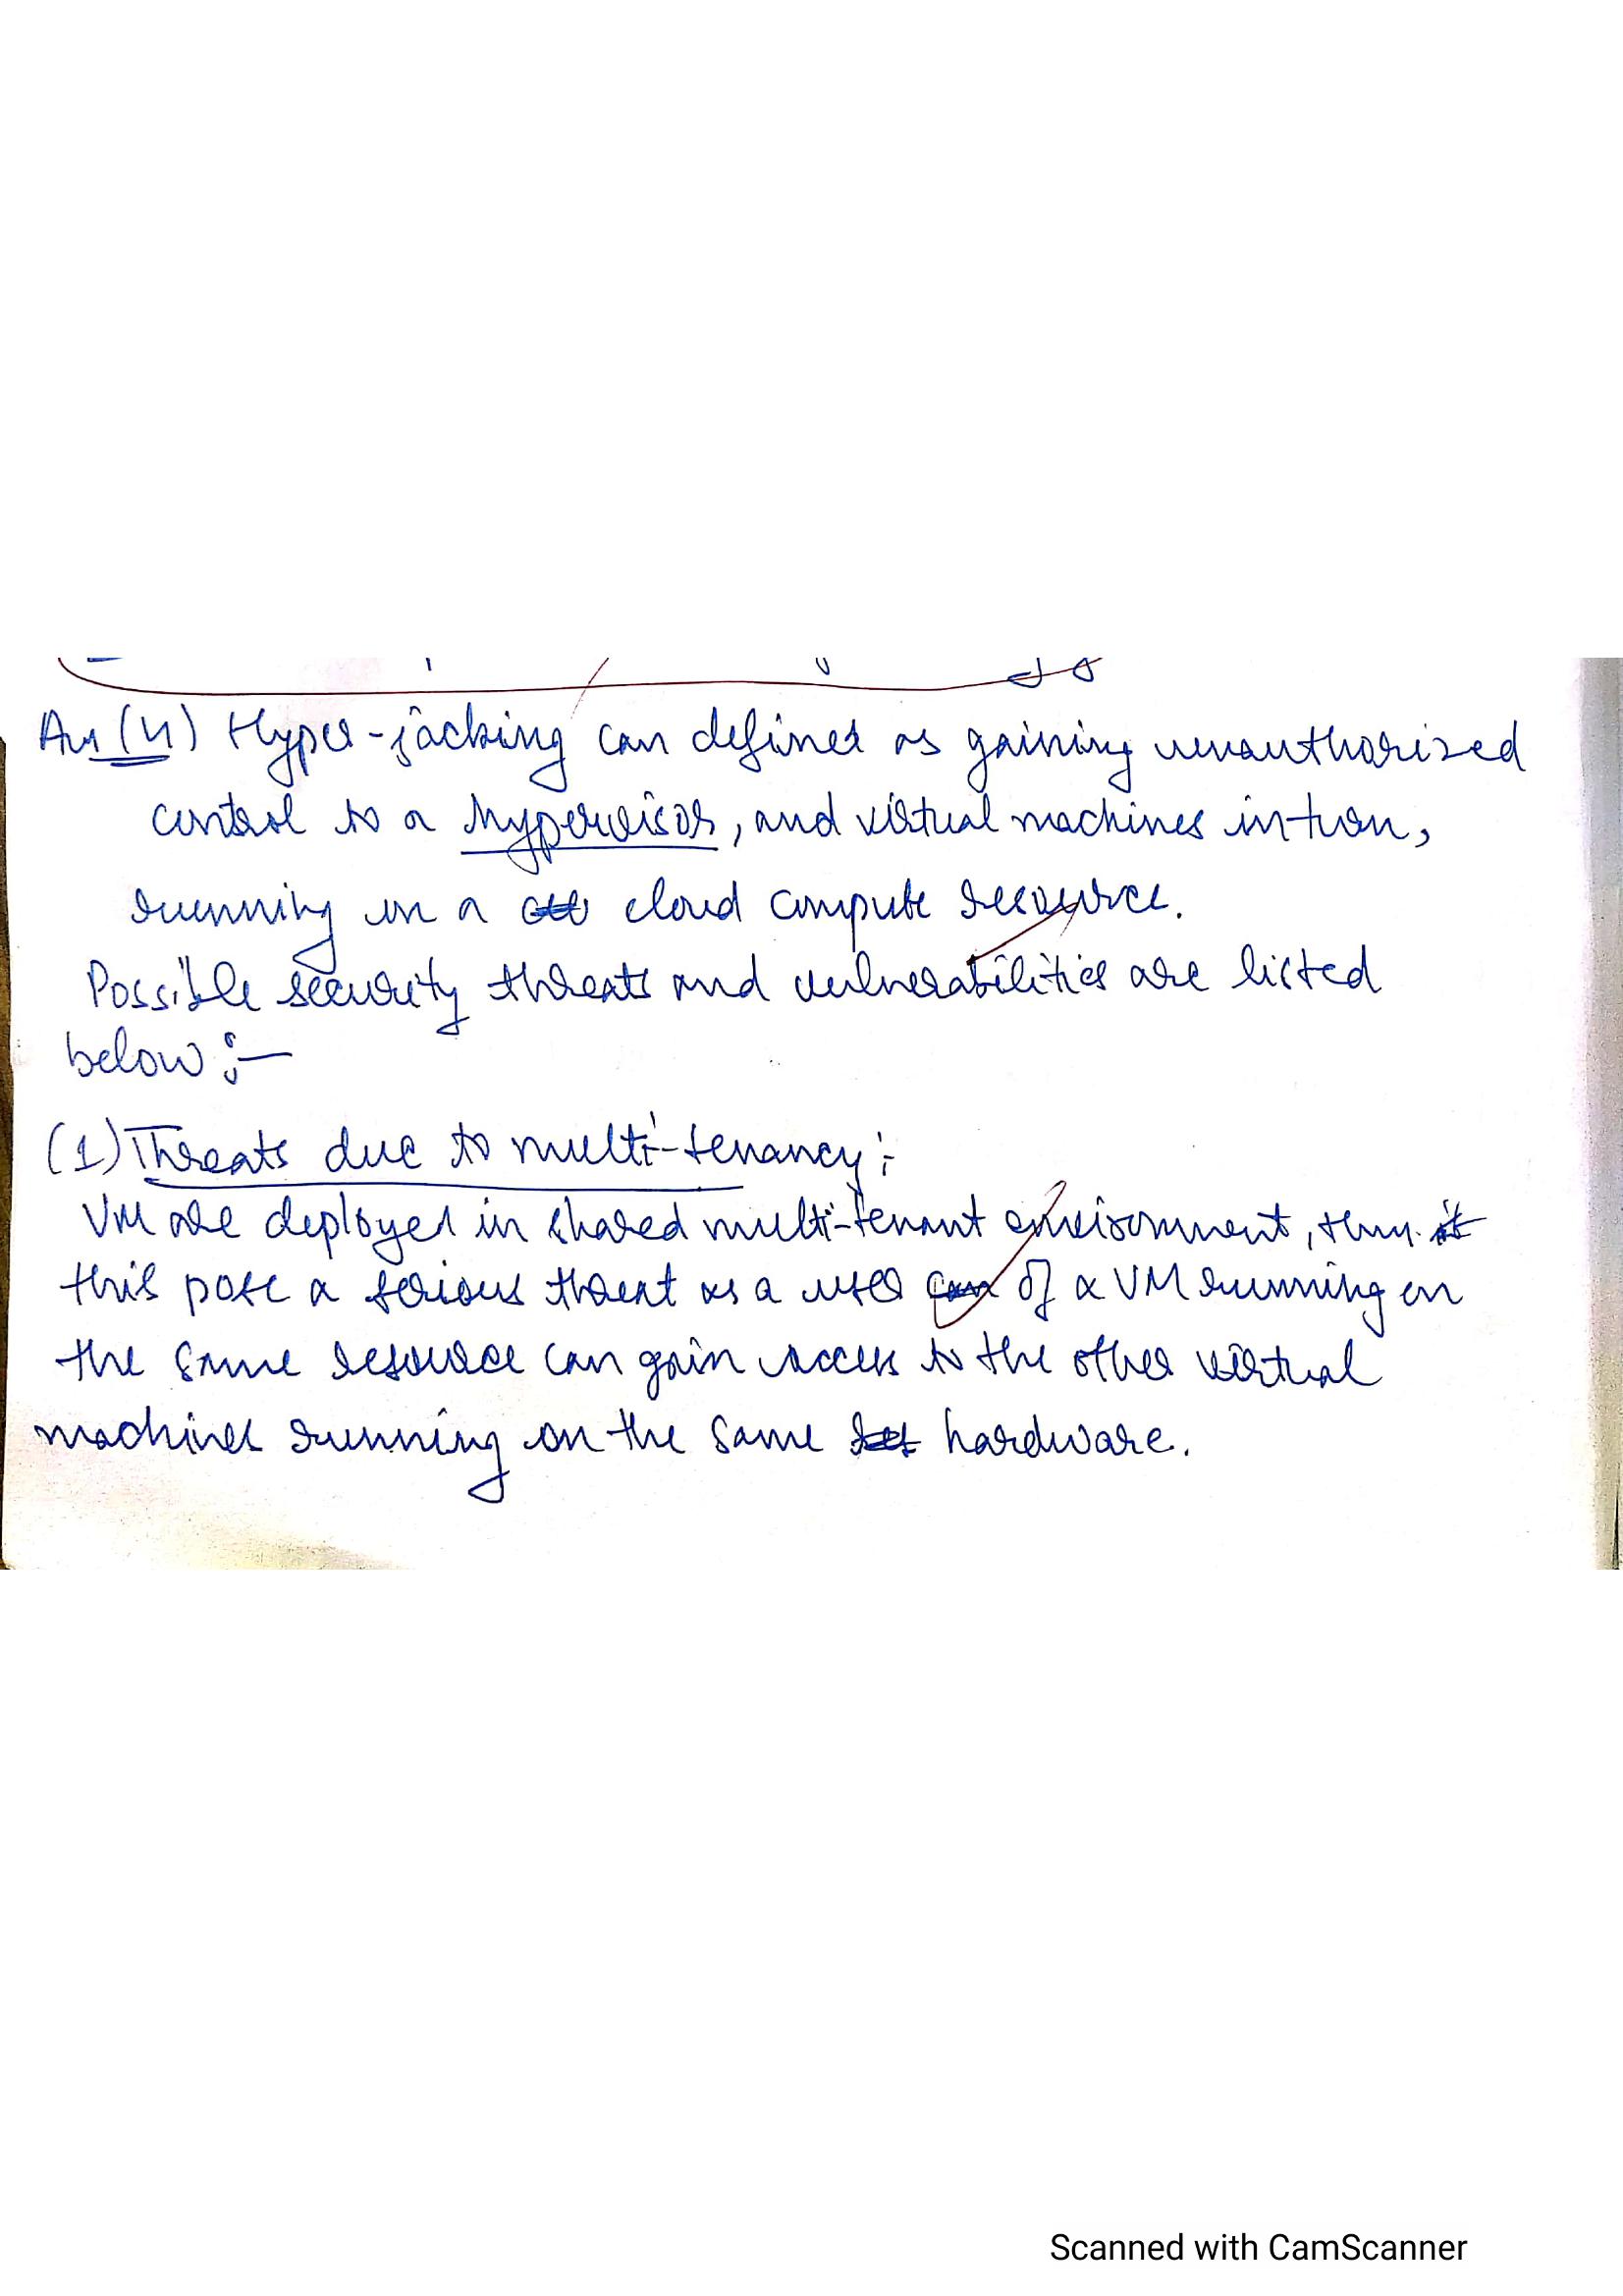 Ans (4) Hyper-jacking can defined as gaining unauthorized
control to a hypervisor, and virtual machines in turn,
running on a cloud compute resource.
Possible security threats and vulnerabilities are listed
below :-
(1) Threats due to multi-tenancy :
VM are deployed in shared multi-tenant environment, thus
this pose a serious threat as a user of a VM running on
the same resource can gain access to the other virtual
machines running on the same hardware.
Scanned with CamScanner